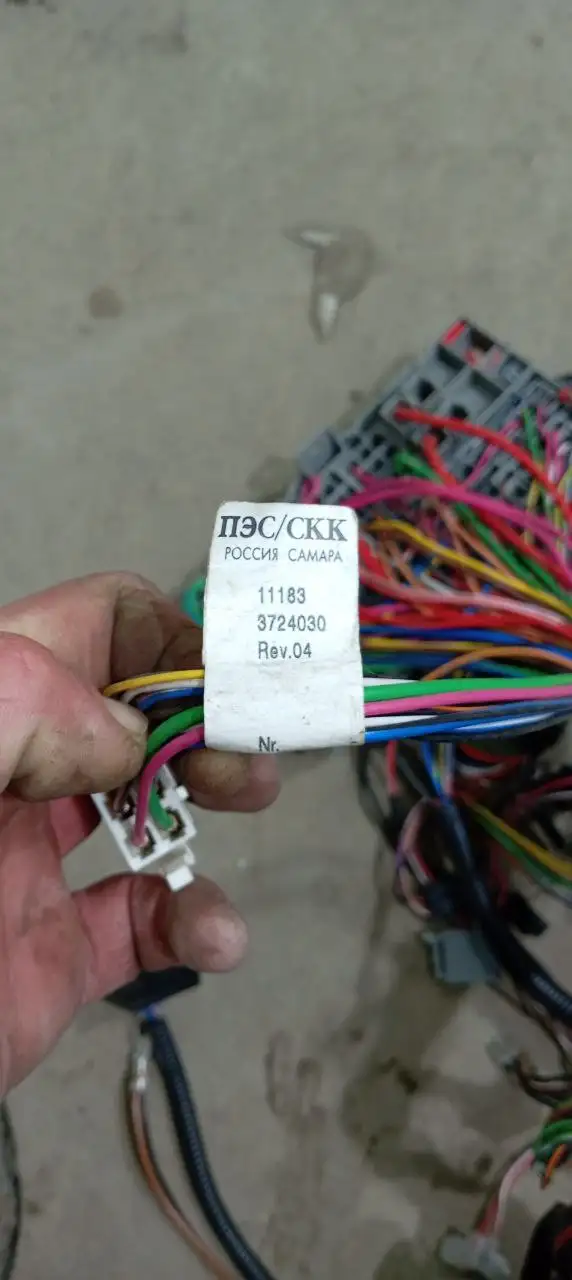 ПЭС/СКК
РОССИЯ САМАРА
11183
3724030
Rev.04
Nr.